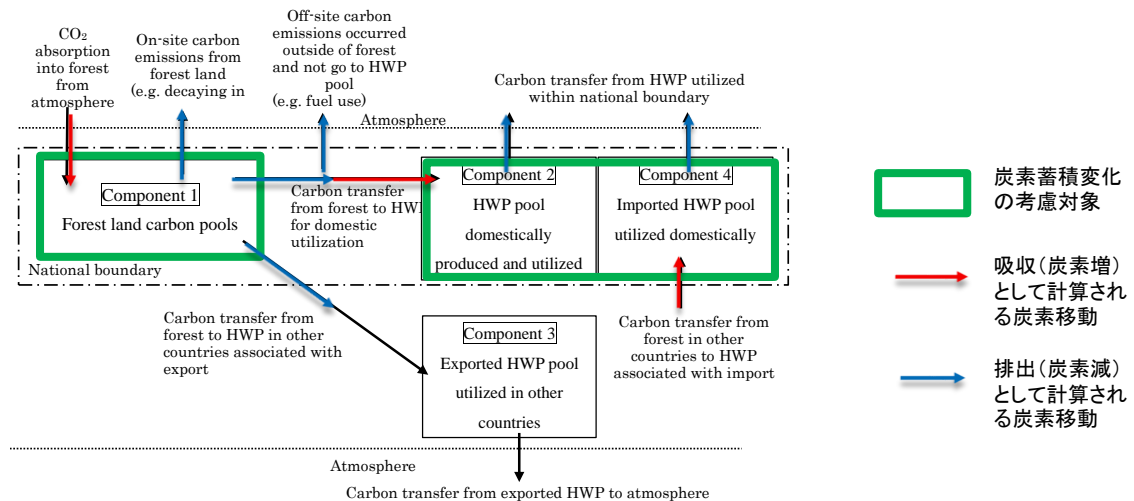 CO₂
absorption
into forest
from
atmosphere
On-site carbon
emissions from
forest land
(e.g. decaying in
Off-site carbon
emissions occurred
outside of forest
and not go to HWP
pool
(e.g. fuel use)
Carbon transfer from HWP utilized
within national boundary
Atmosphere
Component 1
Forest land carbon pools
National boundary
Carbon transfer
from forest to HW
for domestic
utilization
Component 2
HWP pool
domestically
produced and utilized
Component 4
Imported HWP pool
utilized domestically
Carbon transfer from
forest to HWP in other
countries associated with
export
Component 3
Exported HWP pool
utilized in other
countries
Carbon transfer from
forest in other
countries to HWP
associated with import
Atmosphere
Carbon transfer from exported HWP to atmosphere
炭素蓄積変化
の考慮対象
吸収(炭素増)
として計算され
る炭素移動
排出(炭素減)
として計算され
る炭素移動